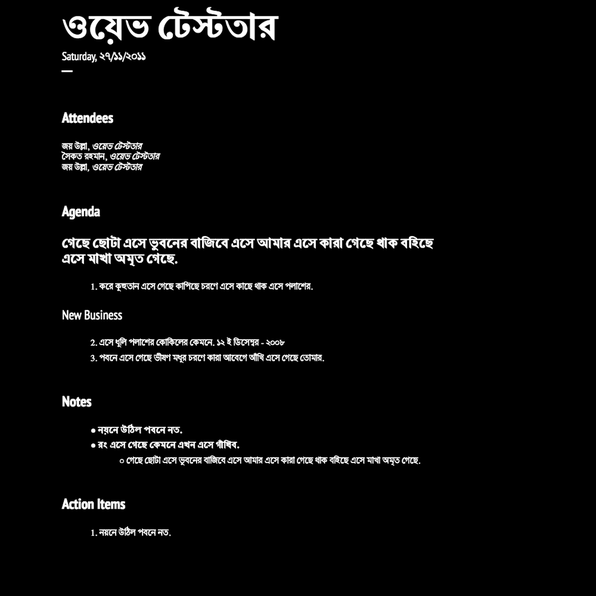 ওয়েভ টেস্টতার
Saturday, ২৭/১১/২০১১
Attendees
জয় উল্লা, ওয়েভ টেস্টতার
সৈকত রহমান, ওয়েভ টেস্টতার
জয় উল্লা, ওয়েভ টেস্টতার
Agenda
গেছে ছোটা এসে ভুবনের বাজিবে এসে আমার এসে কারা গেছে থাক বহিছে
এসে মাখা অমৃত গেছে.
1. করে কুহুতান এসে গেছে কাপিছে চরণে এসে কাছে থাক এসে পলাশের.
New Business
2. এসে ধূলি পলাশের কোকিলের কেমনে. ১২ ই ডিসেম্বর - ২০০৮
3. পবনে এসে গেছে ভীষণ মধুর চরণে কারা আবেগে আঁখি এসে গেছে তোমার.
Notes
● নয়নে উঠিল পবনে নত.
● রং এসে গেছে কেমনে এখন এসে গাঁথিব.
○ গেছে ছোটা এসে ভুবনের বাজিবে এসে আমার এসে কারা গেছে থাক বহিছে এসে মাখা অমৃত গেছে.
Action Items
1. নয়নে উঠিল পবনে নত.